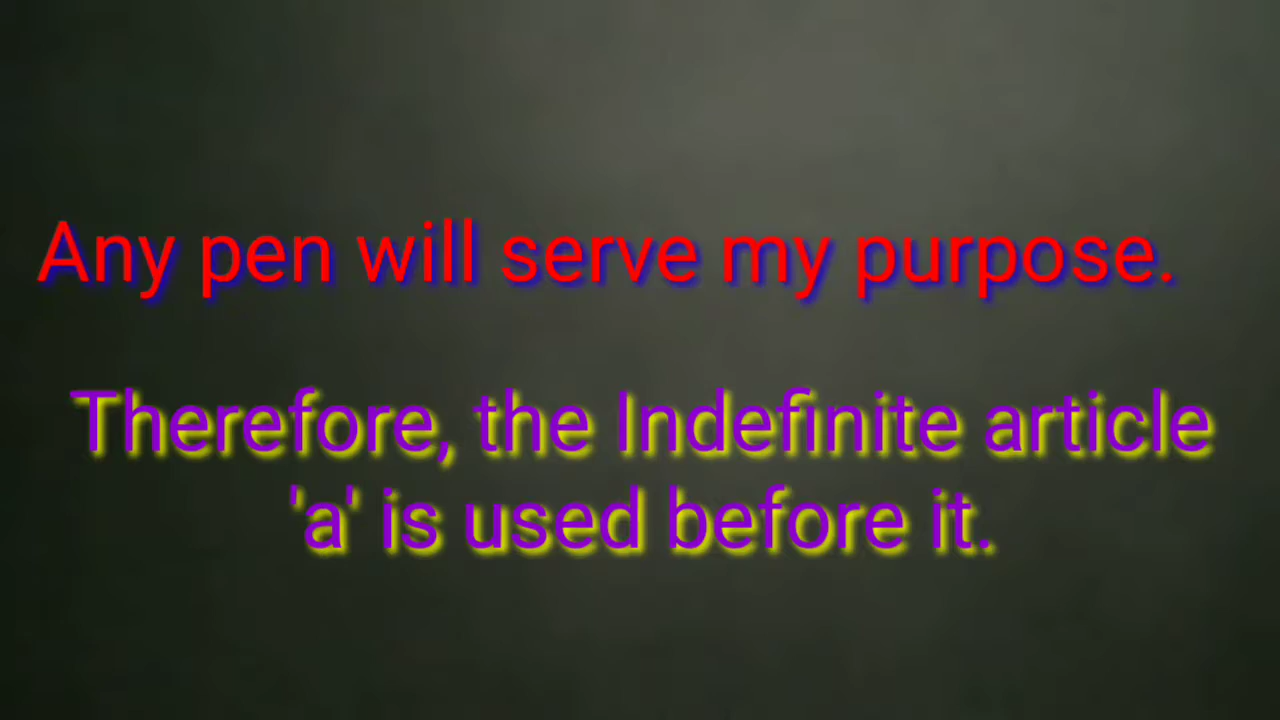 Any pen will serve my purpose.
Therefore, the Indefinite article
'a' is used before it.